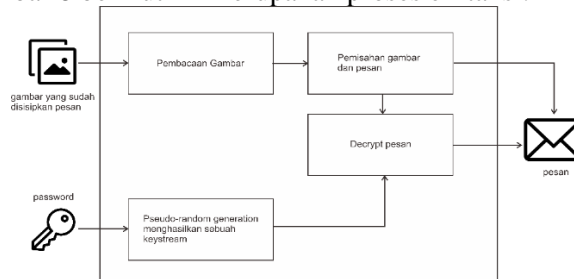 Pembacaan Gambar
Pemisahan gambar
dan pesan
gambar yang sudah
disisipkan pesan
Decrypt pesan
pesan
password
Pseudo-random generation
menghasilkan sebuah
keystream